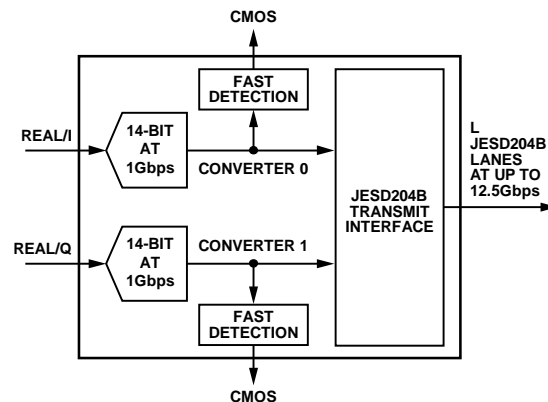 CMOS
FAST
DETECTION
REAL/I
14-BIT
AT
1Gbps
CONVERTER 0
JESD204B
TRANSMIT
INTERFACE
L
JESD204B
LANES
AT UP TO
12.5Gbps
REAL/Q
14-BIT
AT
1Gbps
CONVERTER 1
FAST
DETECTION
CMOS